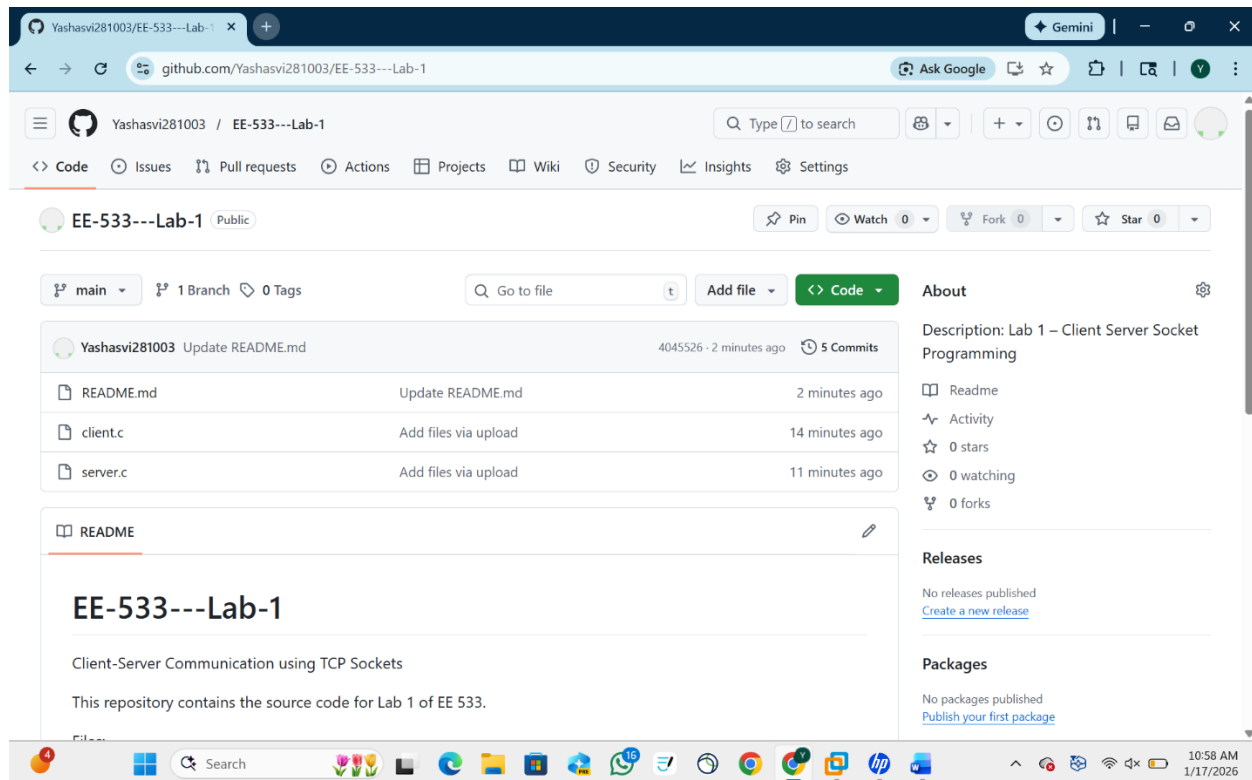 Yashasvi281003/EE-533---Lab-1
Gemini
github.com/Yashasvi281003/EE-533---Lab-1
Ask Google
Y
Yashasvi281003 / EE-533---Lab-1
Type / to search
Code Issues Pull requests Actions Projects Wiki Security Insights Settings
EE-533---Lab-1 Public
Pin Watch 0 Fork 0 Star 0
main 1 Branch 0 Tags Go to file t Add file Code
Yashasvi281003 Update README.md 4045526 · 2 minutes ago 5 Commits
README.md Update README.md 2 minutes ago
client.c Add files via upload 14 minutes ago
server.c Add files via upload 11 minutes ago
README
EE-533---Lab-1
Client-Server Communication using TCP Sockets
This repository contains the source code for Lab 1 of EE 533.
About
Description: Lab 1 – Client Server Socket
Programming
Readme
Activity
0 stars
0 watching
0 forks
Releases
No releases published
Create a new release
Packages
No packages published
Publish your first package
4
Search
PRE
16
Y
hp
W
10:58 AM
1/17/2026